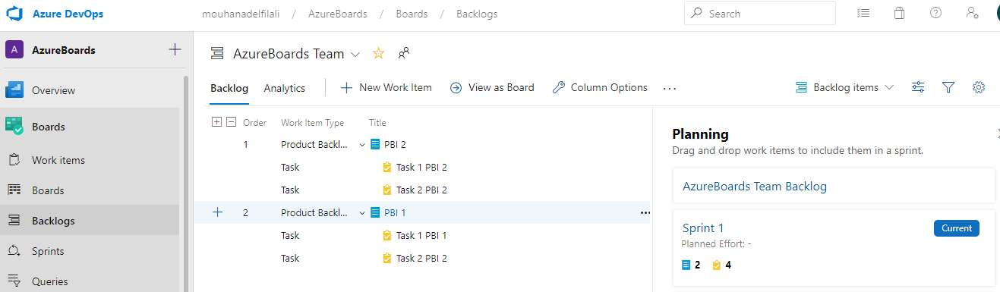 Azure DevOps
mouhanadelfilali / AzureBoards / Boards / Backlogs
Search
A AzureBoards
Overview
Boards
Work items
Boards
Backlogs
Sprints
Queries
AzureBoards Team
Backlog Analytics New Work Item View as Board Column Options ... Backlog items
Order Work Item Type Title
1 Product Backl... PBI 2
Task Task 1 PBI 2
Task Task 2 PBI 2
2 Product Backl... PBI 1 ...
Task Task 1 PBI 1
Task Task 2 PBI 2
Planning
Drag and drop work items to include them in a sprint.
AzureBoards Team Backlog
Sprint 1 Current
Planned Effort: -
2 4